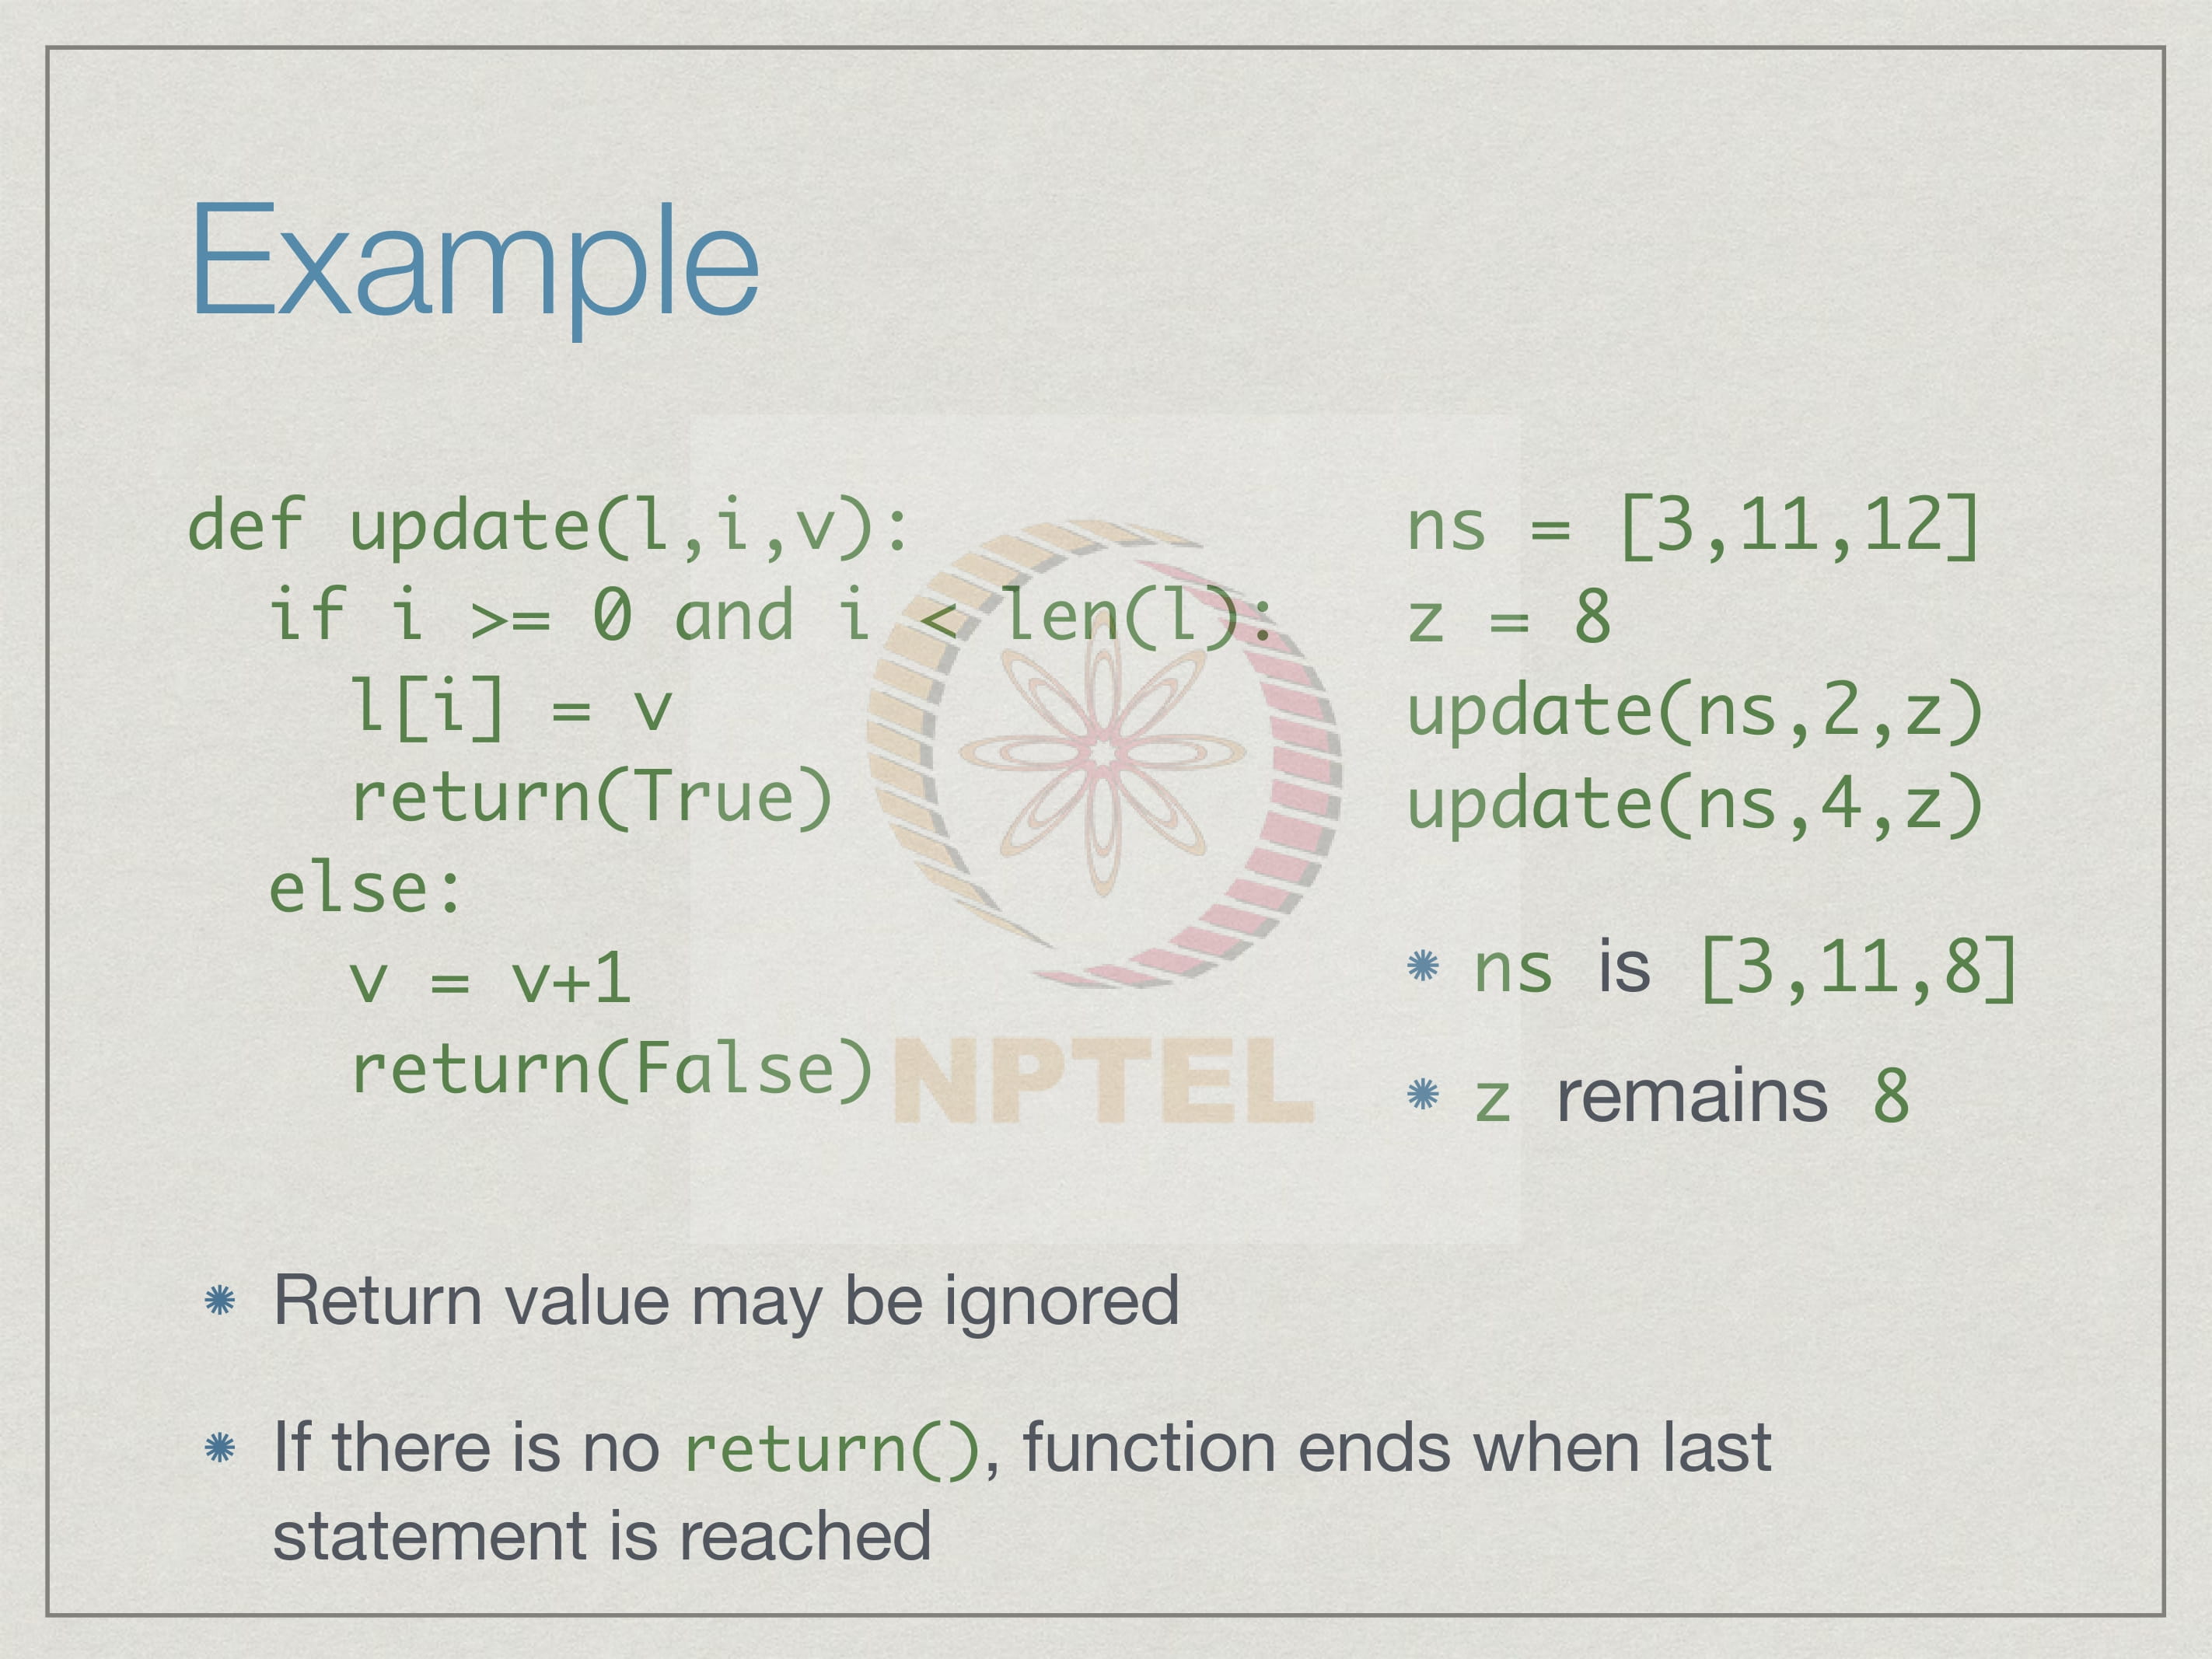 Example
def update(l,i,v):
  if i >= 0 and i < len(l):
    l[i] = v
    return(True)
  else:
    v = v+1
    return(False)
ns = [3,11,12]
z = 8
update(ns,2,z)
update(ns,4,z)
ns is [3,11,8]
z remains 8
NPTEL
Return value may be ignored
If there is no return(), function ends when last
statement is reached